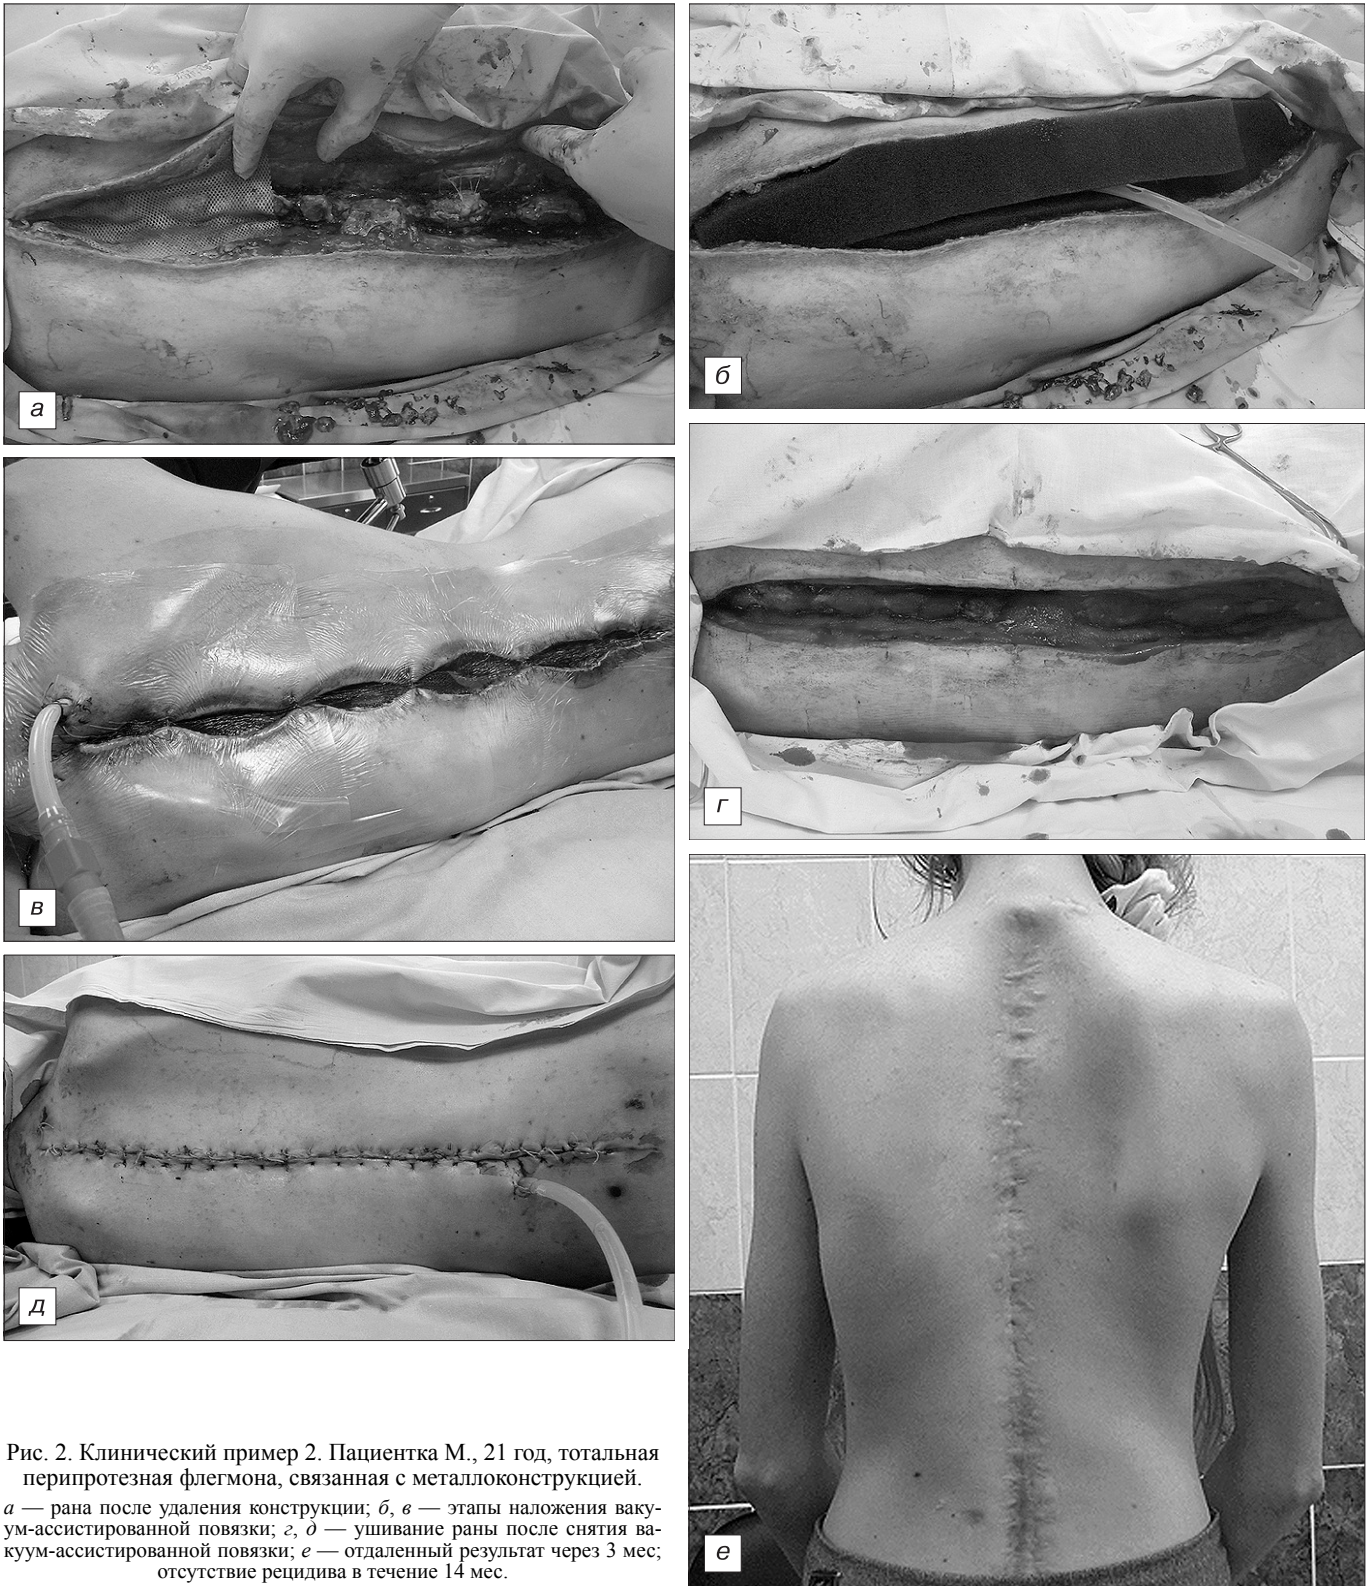 а
б
в
г
д
е
Рис. 2. Клинический пример 2. Пациентка М., 21 год, тотальная
перипротезная флегмона, связанная с металлоконструкцией.
а — рана после удаления конструкции; б, в — этапы наложения ваку-
ум-ассистированной повязки; г, д — ушивание раны после снятия ва-
куум-ассистированной повязки; е — отдаленный результат через 3 мес;
отсутствие рецидива в течение 14 мес.